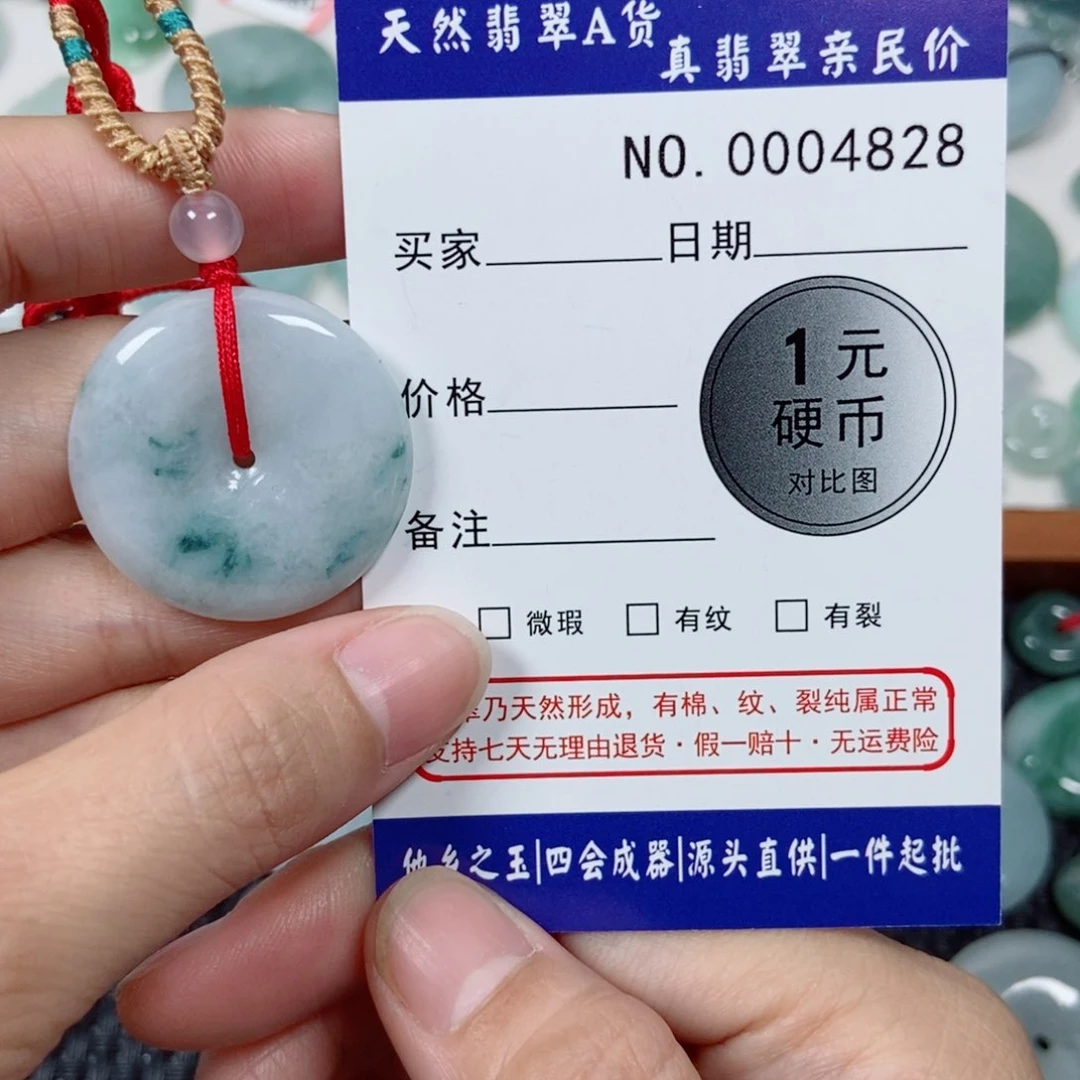 天然翡翠A货
真翡翠亲民价
NO. 0004828
买家 日期
1元
硬币
对比图
价格
备注
□ 微瑕 □ 有纹 □ 有裂
乃天然形成，有棉、纹、裂纯属正常
支持七天无理由退货·假一赔十·无运费险
他乡之玉|四会成器|源头直供|一件起批